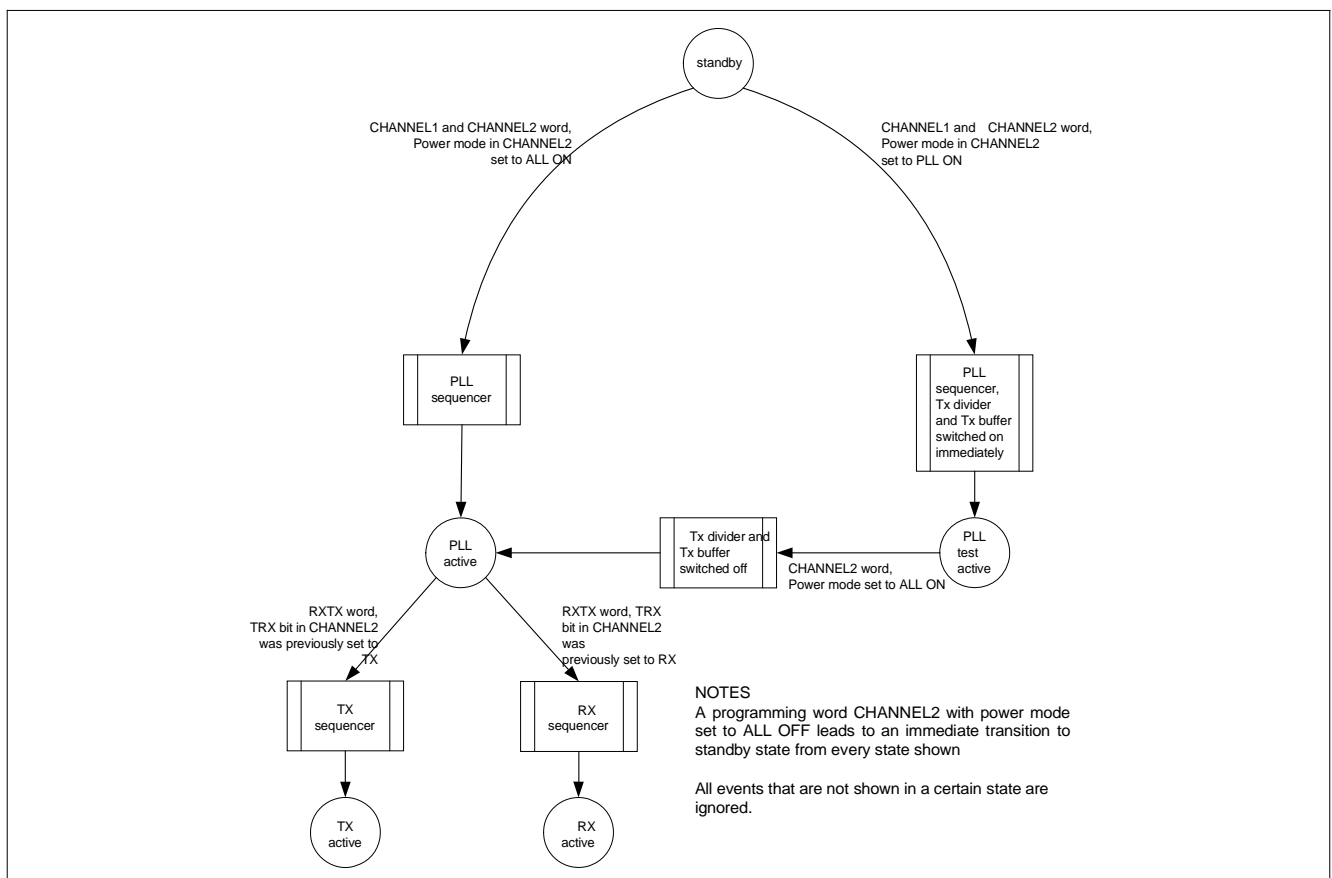 standby
CHANNEL1 and CHANNEL2 word,
Power mode in CHANNEL2
set to ALL ON
CHANNEL1 and CHANNEL2 word,
Power mode in CHANNEL2
set to PLL ON
PLL
sequencer
PLL
sequencer,
Tx divider
and Tx buffer
switched on
immediately
PLL
active
Tx divider and
Tx buffer
switched off
PLL
test
active
CHANNEL2 word,
Power mode set to ALL ON
RXTX word,
TRX bit in CHANNEL2
was previously set to
TX
RXTX word, TRX
bit in CHANNEL2
was
previously set to RX
TX
sequencer
RX
sequencer
NOTES
A programming word CHANNEL2 with power mode
set to ALL OFF leads to an immediate transition to
standby state from every state shown
All events that are not shown in a certain state are
ignored.
TX
active
RX
active